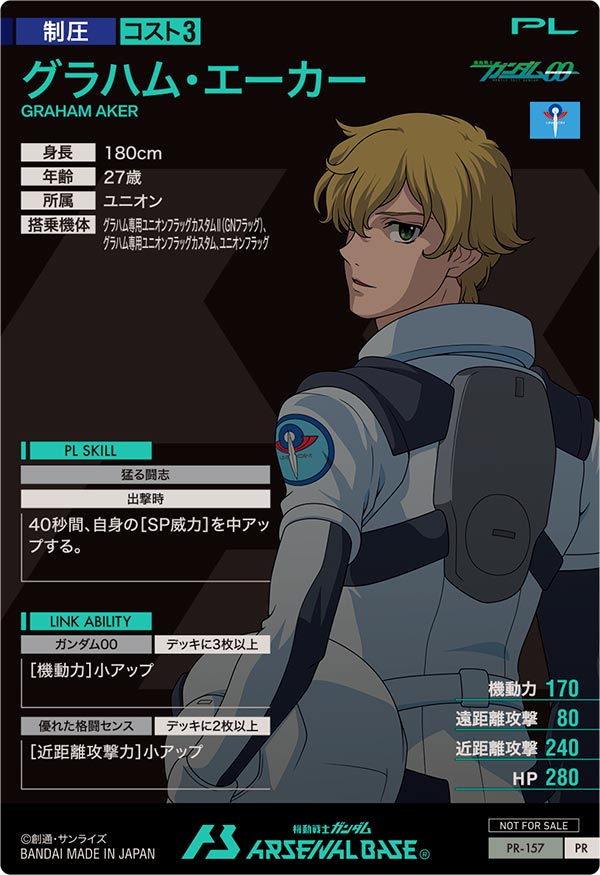 制圧 コスト3 PL
グラハム・エーカー
GRAHAM AKER
ガンダム00
身長 180cm
年齢 27歳
所属 ユニオン
搭乗機体 グラハム専用ユニオンフラッグカスタムⅡ(GNフラッグ)、
グラハム専用ユニオンフラッグカスタム、ユニオンフラッグ
PL SKILL
猛る闘志
出撃時
40秒間、自身の[SP威力]を中アッ
プする。
LINK ABILITY
ガンダム00 デッキに3枚以上
[機動力]小アップ
優れた格闘センス デッキに2枚以上
[近距離攻撃力]小アップ
機動力 170
遠距離攻撃 80
近距離攻撃 240
HP 280
©創通・サンライズ
BANDAI MADE IN JAPAN
機動戦士ガンダム
ARSENAL BASE®
NOT FOR SALE
PR-157 PR